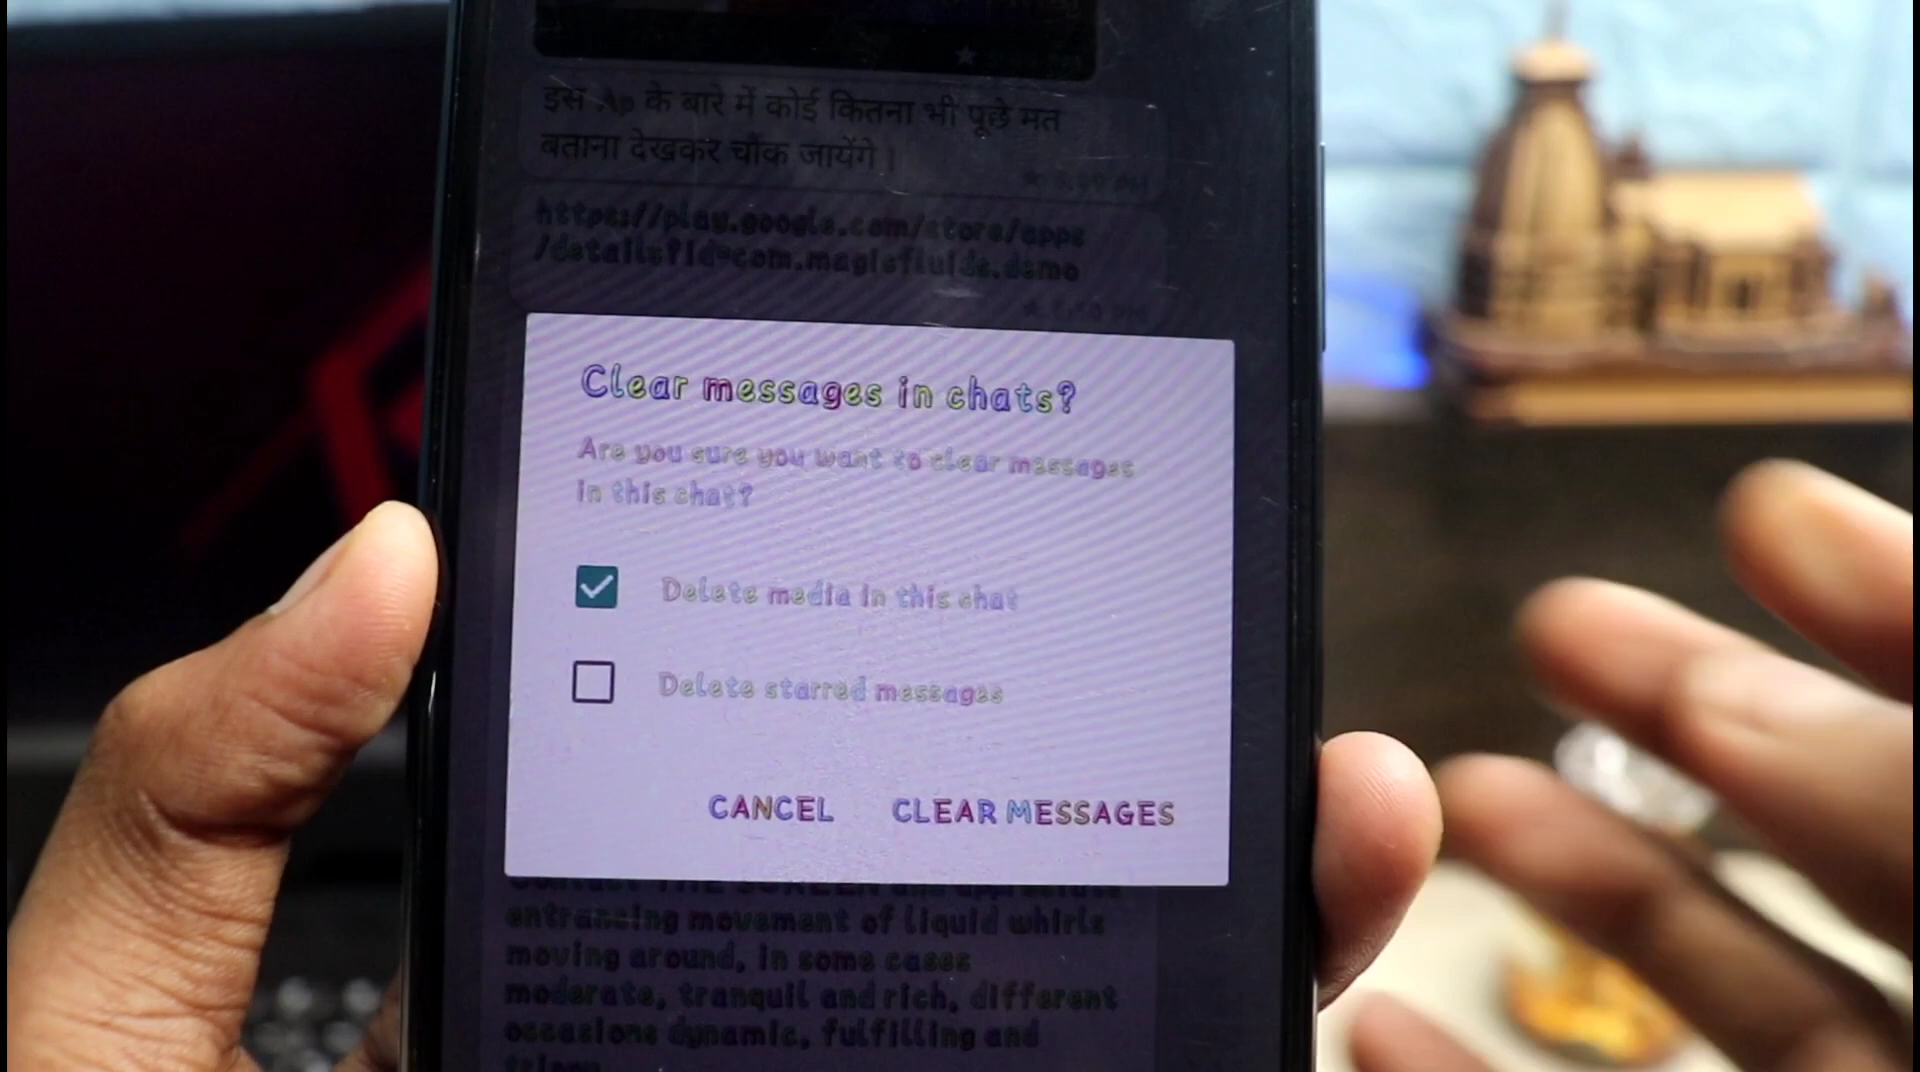 इस App के बारे में कोई कितना भी पूछे मत
बताना देखकर चौंक जायेंगे |
https://play.google.com/store/apps
/details?id=com.magicfluids.demo
Clear messages in chats?
Are you sure you want to clear messages
in this chat?
Delete media in this chat
Delete starred messages
CANCEL CLEAR MESSAGES
entrancing movement of liquid whirls
moving around, in some cases
moderate, tranquil and rich, different
occasions dynamic, fulfilling and